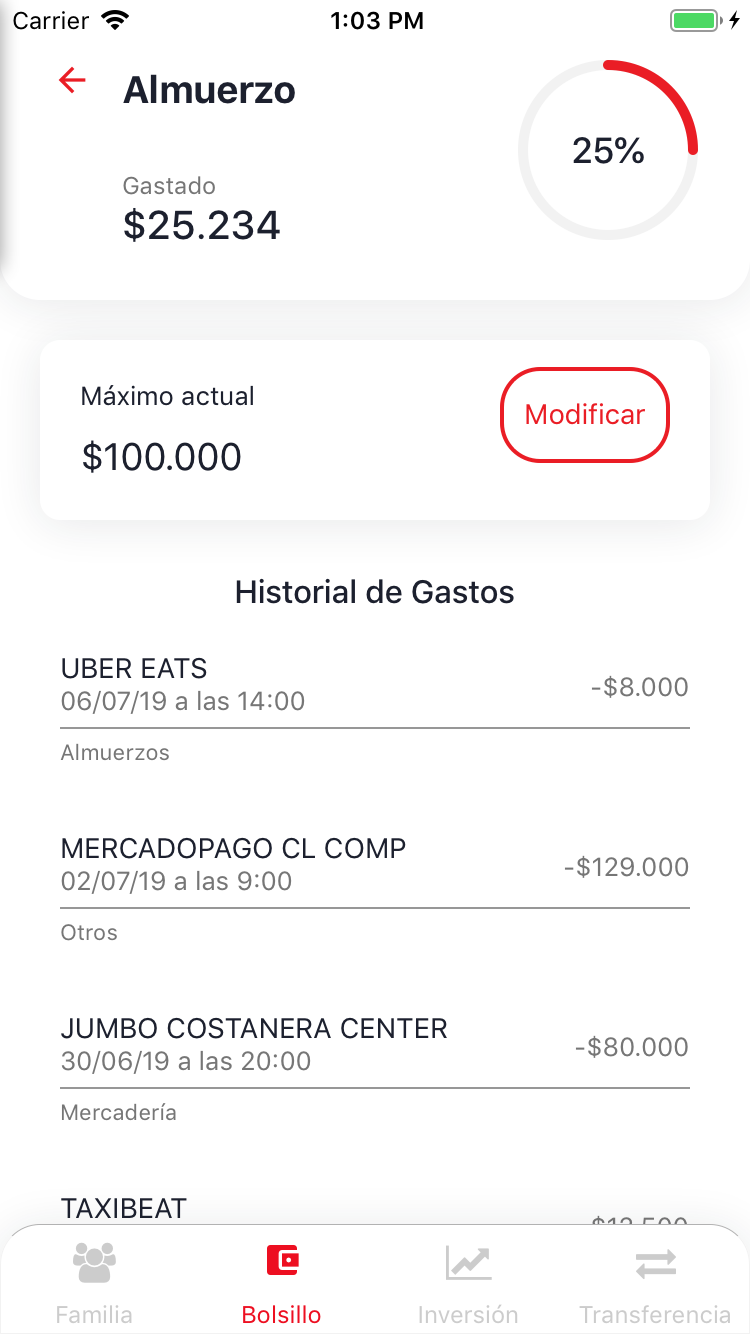 Carrier 1:03 PM
Almuerzo
25%
Gastado
$25.234
Máximo actual
$100.000
Modificar
Historial de Gastos
UBER EATS
06/07/19 a las 14:00
-$8.000
Almuerzos
MERCADOPAGO CL COMP
02/07/19 a las 9:00
-$129.000
Otros
JUMBO COSTANERA CENTER
30/06/19 a las 20:00
-$80.000
Mercadería
TAXIBEAT
Familia
Bolsillo
Inversión
Transferencia